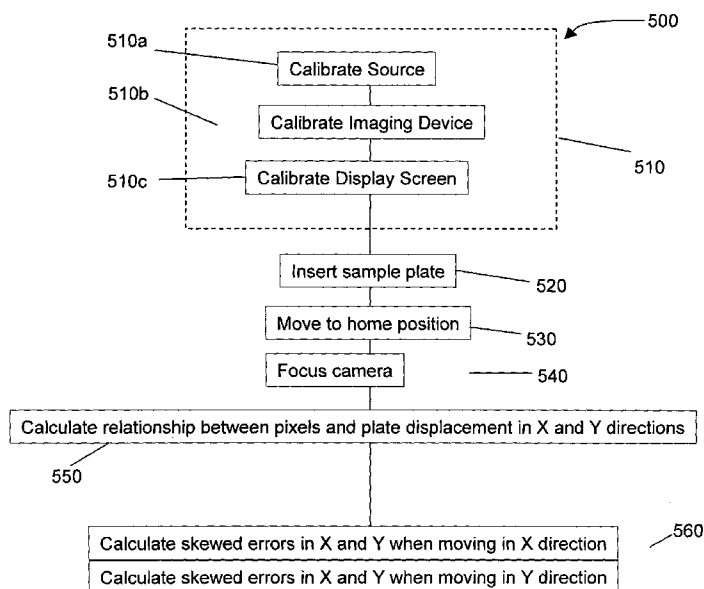 500
510a
Calibrate Source
510b
Calibrate Imaging Device
510
510c
Calibrate Display Screen
Insert sample plate
520
Move to home position
530
Focus camera
540
Calculate relationship between pixels and plate displacement in X and Y directions
550
Calculate skewed errors in X and Y when moving in X direction
560
Calculate skewed errors in X and Y when moving in Y direction